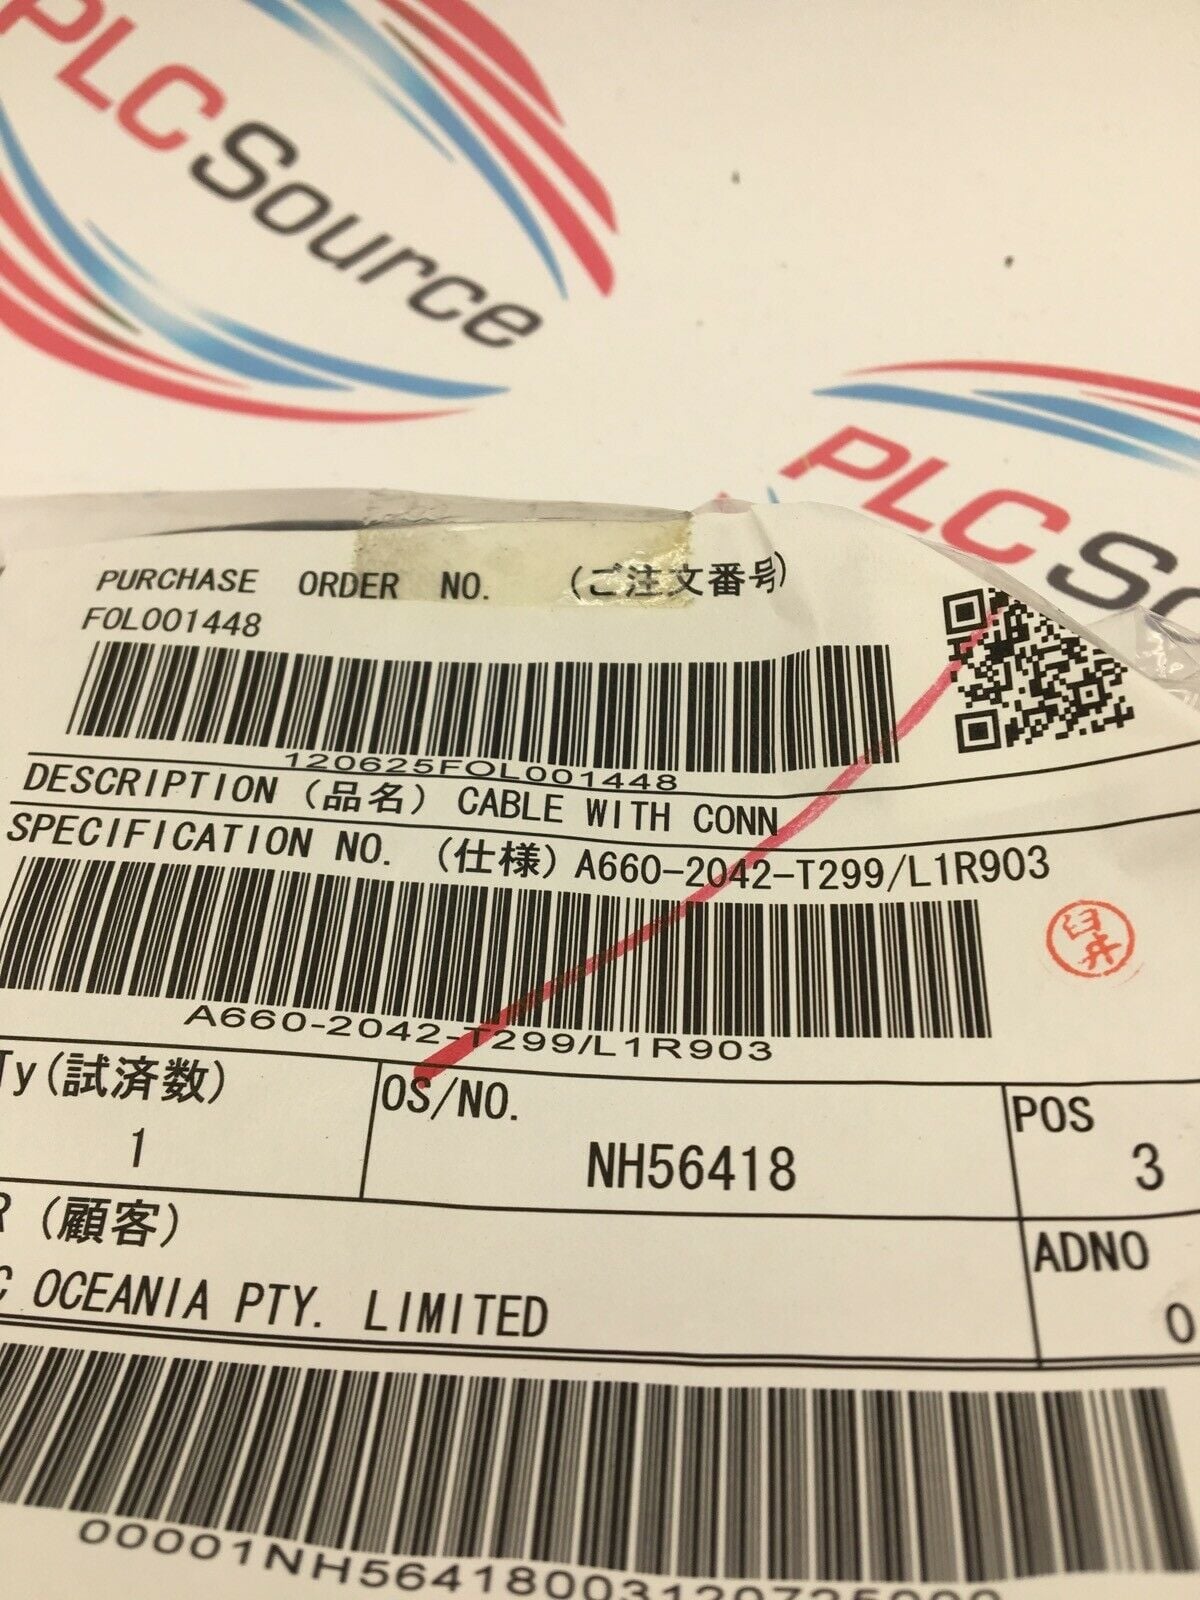 PLC Source
PLC So
PURCHASE ORDER NO. (ご注文番号)
FOL001448
120625FOL001448
DESCRIPTION (品名) CABLE WITH CONN
SPECIFICATION NO. (仕様) A660-2042-T299/L1R903
臼井
A660-2042-T299/L1R903
Ty(試済数)
OS/NO.
POS
1
NH56418
3
R (顧客)
ADNO
C OCEANIA PTY. LIMITED
0